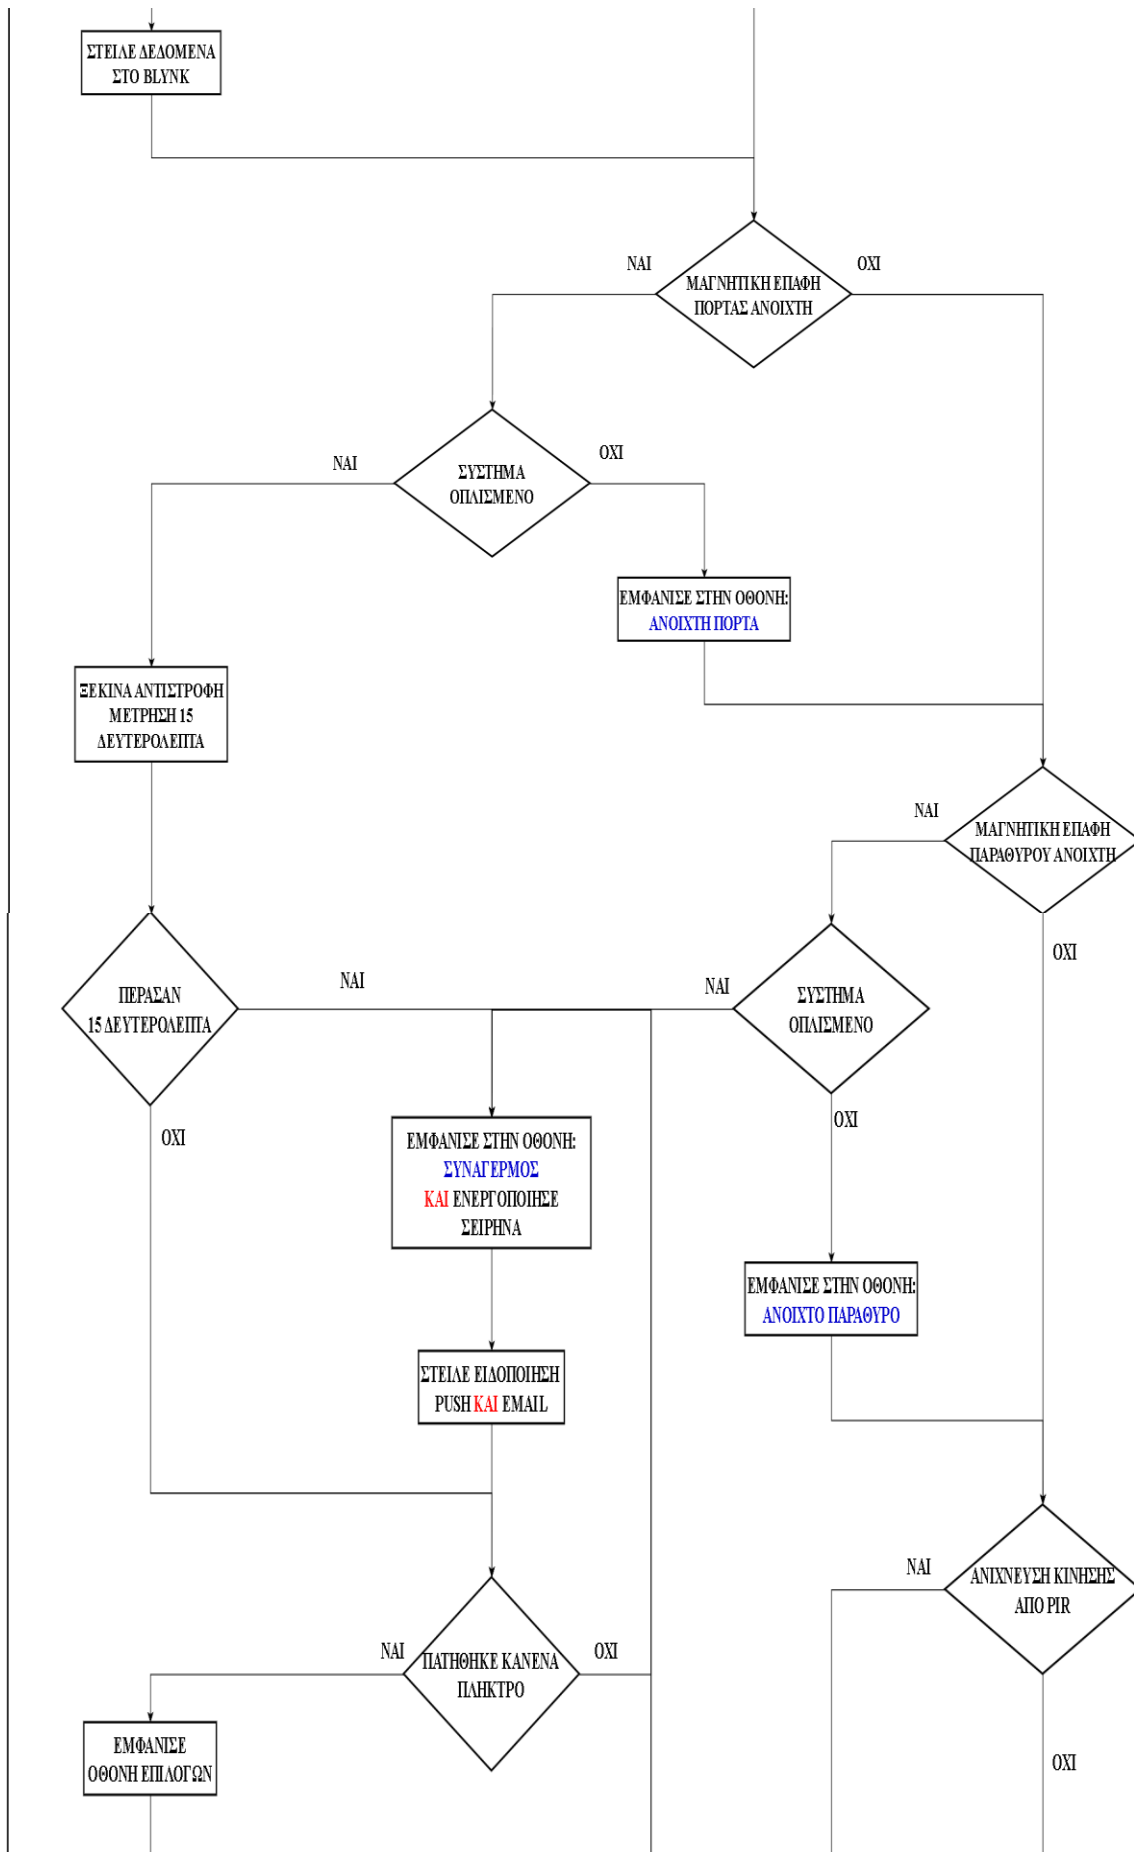 ΣΤΕΙΛΕ ΔΕΔΟΜΕΝΑ
ΣΤΟ BLYNK
ΝΑΙ
ΟΧΙ
ΜΑΓΝΗΤΙΚΗ ΕΠΑΦΗ
ΠΟΡΤΑΣ ΑΝΟΙΧΤΗ
ΝΑΙ
ΟΧΙ
ΣΥΣΤΗΜΑ
ΟΠΛΙΣΜΕΝΟ
ΕΜΦΑΝΙΣΕ ΣΤΗΝ ΟΘΟΝΗ:
ΑΝΟΙΧΤΗ ΠΟΡΤΑ
ΞΕΚΙΝΑ ΑΝΤΙΣΤΡΟΦΗ
ΜΕΤΡΗΣΗ 15
ΔΕΥΤΕΡΟΛΕΠΤΑ
ΝΑΙ
ΜΑΓΝΗΤΙΚΗ ΕΠΑΦΗ
ΠΑΡΑΘΥΡΟΥ ΑΝΟΙΧΤΗ
ΟΧΙ
ΠΕΡΑΣΑΝ
15 ΔΕΥΤΕΡΟΛΕΠΤΑ
ΝΑΙ
ΝΑΙ
ΣΥΣΤΗΜΑ
ΟΠΛΙΣΜΕΝΟ
ΟΧΙ
ΟΧΙ
ΕΜΦΑΝΙΣΕ ΣΤΗΝ ΟΘΟΝΗ:
ΣΥΝΑΓΕΡΜΟΣ
ΚΑΙ ΕΝΕΡΓΟΠΟΙΗΣΕ
ΣΕΙΡΗΝΑ
ΕΜΦΑΝΙΣΕ ΣΤΗΝ ΟΘΟΝΗ:
ΑΝΟΙΧΤΟ ΠΑΡΑΘΥΡΟ
ΣΤΕΙΛΕ ΕΙΔΟΠΟΙΗΣΗ
PUSH ΚΑΙ EMAIL
ΝΑΙ
ΑΝΙΧΝΕΥΣΗ ΚΙΝΗΣΗΣ
ΑΠΟ PIR
ΝΑΙ
ΟΧΙ
ΠΑΤΗΘΗΚΕ ΚΑΝΕΝΑ
ΠΛΗΚΤΡΟ
ΕΜΦΑΝΙΣΕ
ΟΘΟΝΗ ΕΠΙΛΟΓΩΝ
ΟΧΙ